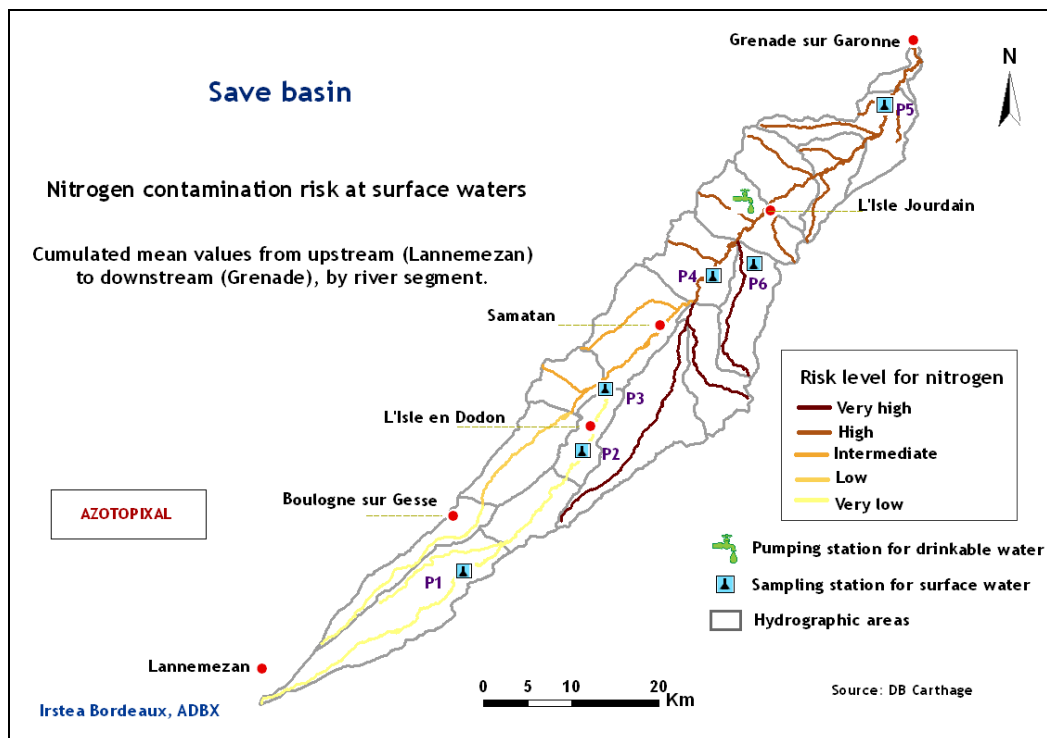 Grenade sur Garonne
N
Save basin
P5
Nitrogen contamination risk at surface waters
L'Isle Jourdain
Cumulated mean values from upstream (Lannemezan)
to downstream (Grenade), by river segment.
P4
P6
Samatan
Risk level for nitrogen
Very high
High
Intermediate
Low
Very low
P3
L'Isle en Dodon
P2
Boulogne sur Gesse
AZOTOPIXAL
Pumping station for drinkable water
P1
Sampling station for surface water
Hydrographic areas
Lannemezan
0 5 10 20
Km
Source: DB Carthage
Irstea Bordeaux, ADBX